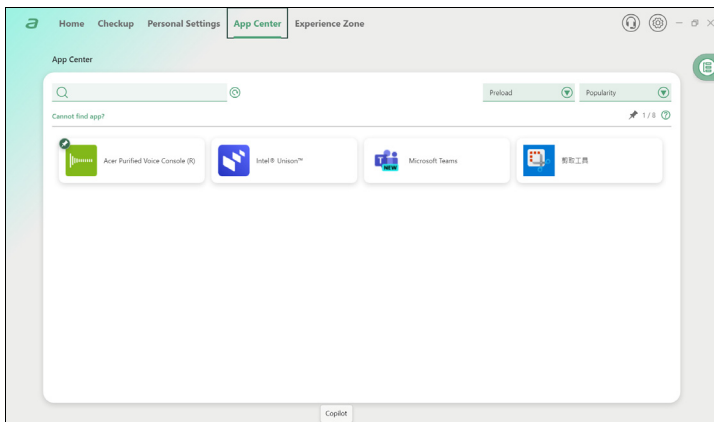 a Home Checkup Personal Settings App Center Experience Zone
App Center
Preload Popularity
Cannot find app? 1 / 8 ?
Acer Purified Voice Console (R) Intel® Unison™ NEW Microsoft Teams 剪取工具
Copilot